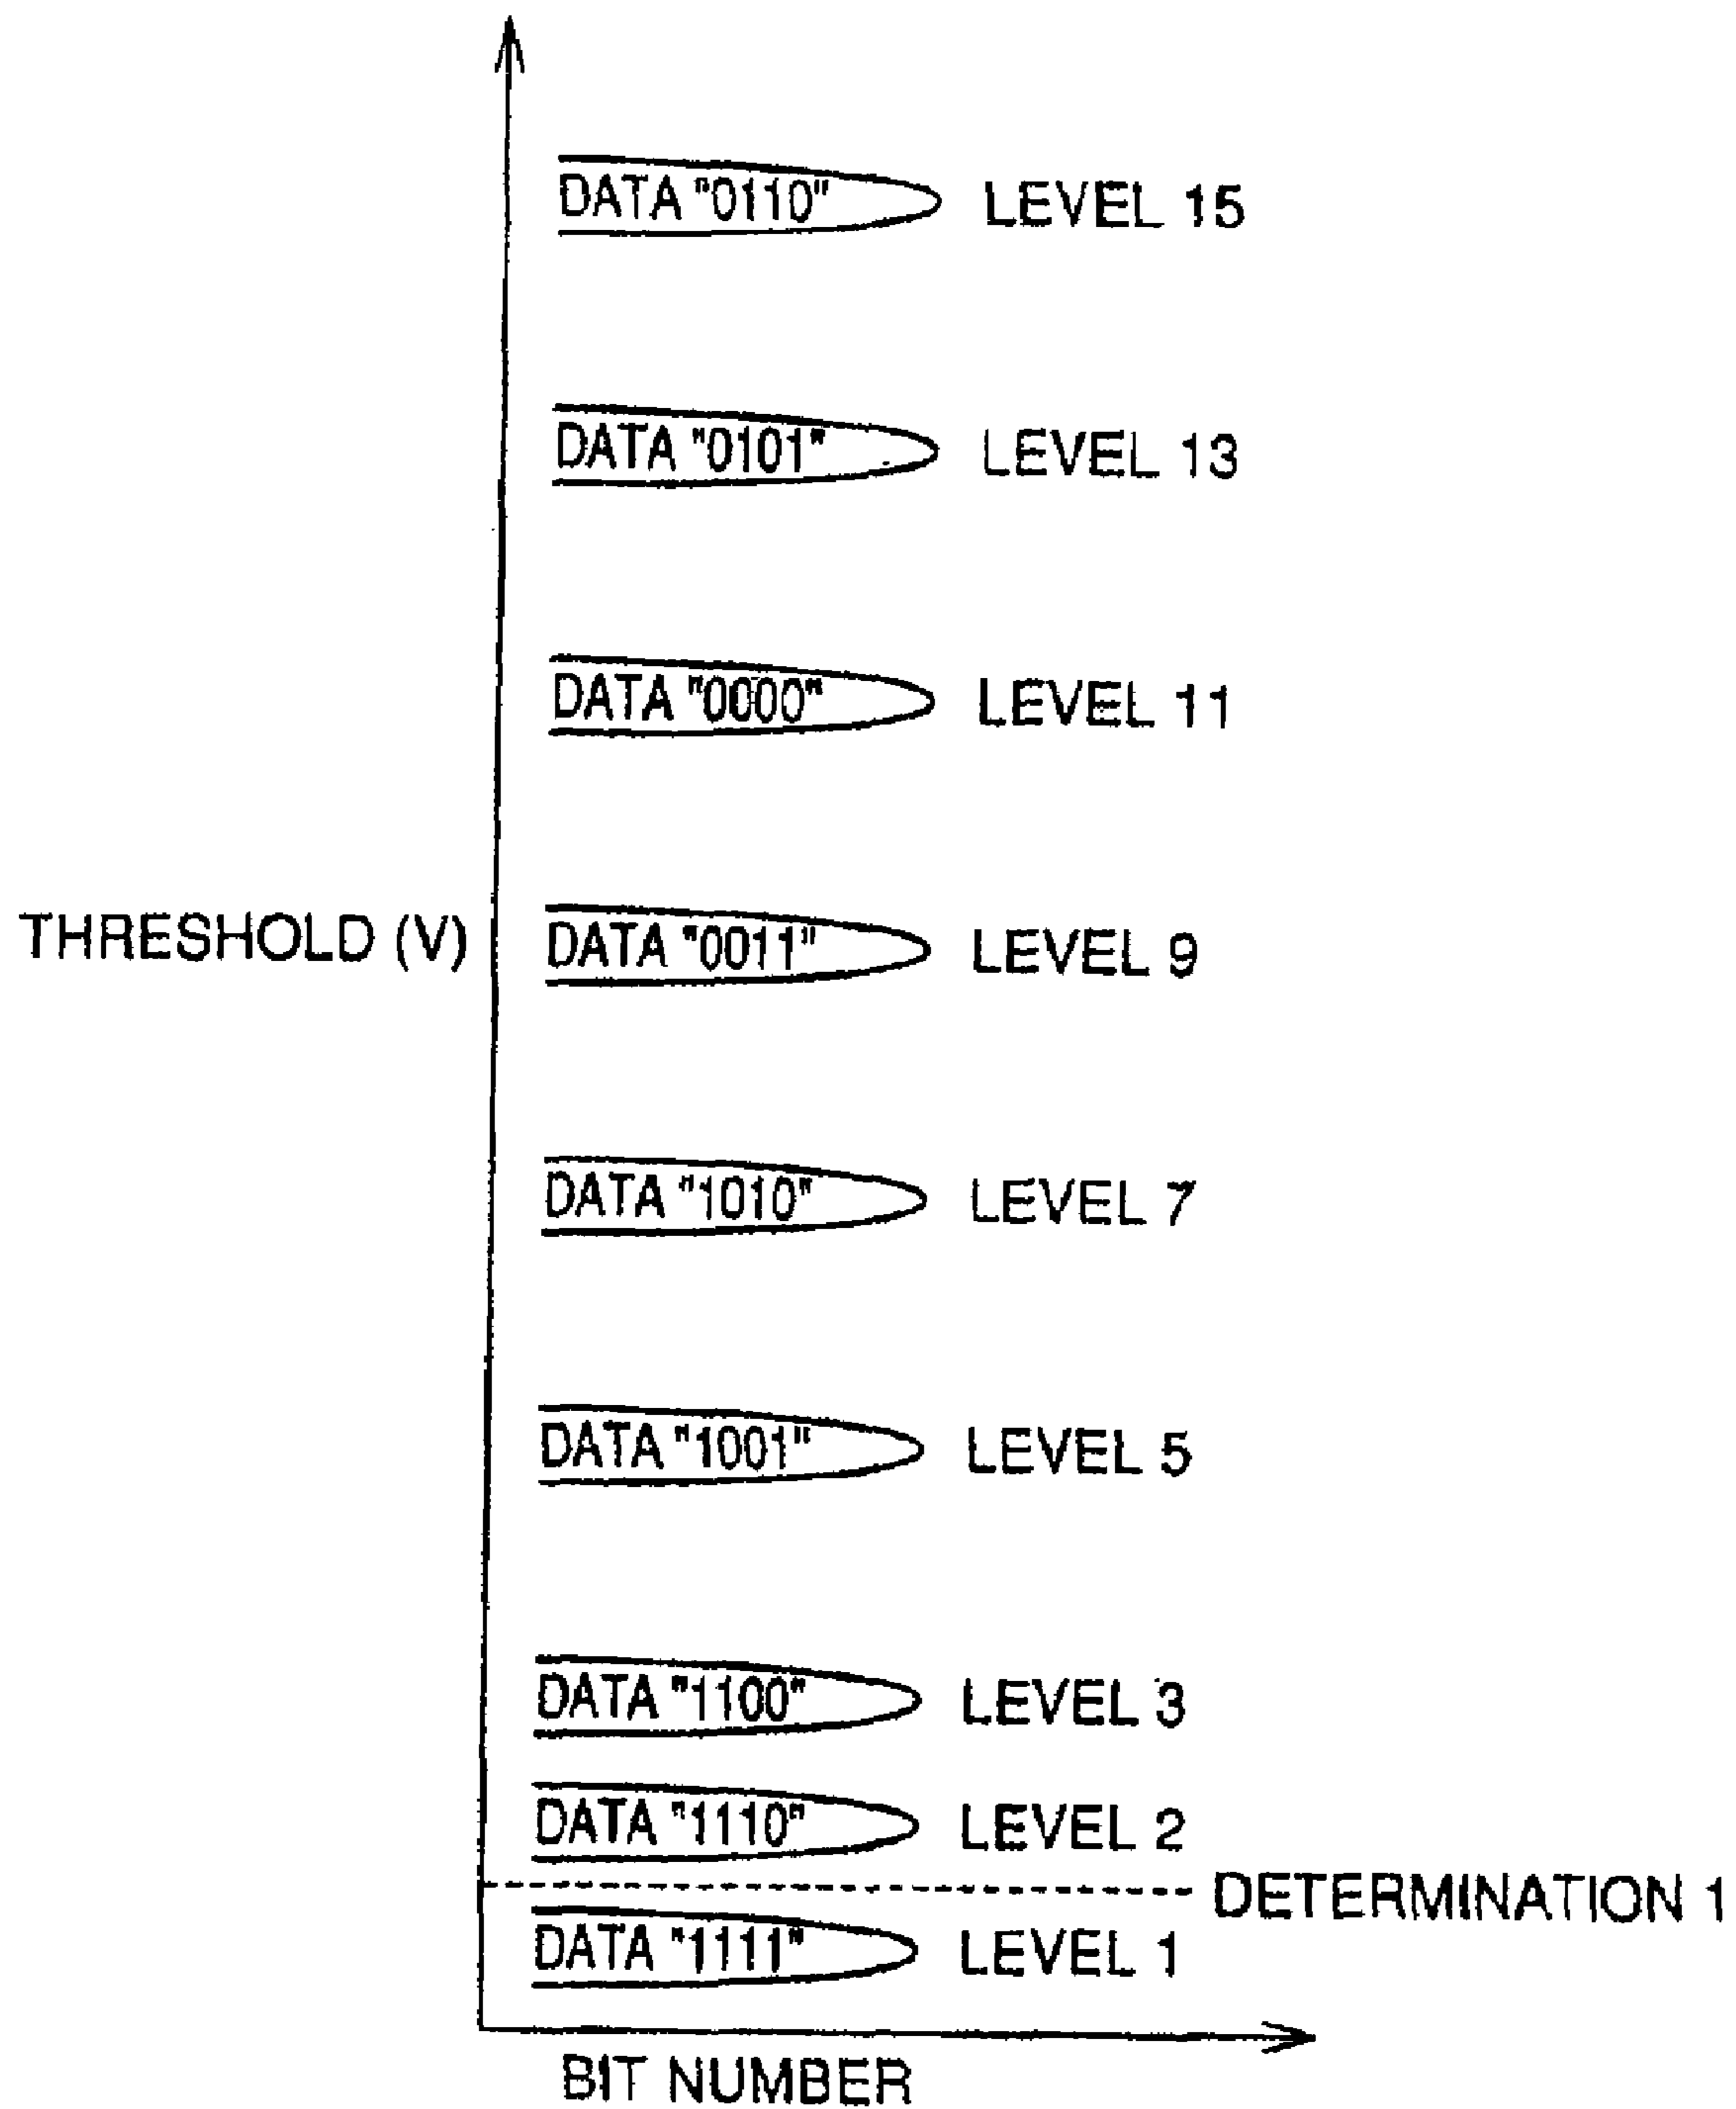 DATA "0110" LEVEL 15
DATA "0101" LEVEL 13
DATA "0000" LEVEL 11
THRESHOLD (V) DATA "0011" LEVEL 9
DATA "1010" LEVEL 7
DATA "1001" LEVEL 5
DATA "1100" LEVEL 3
DATA "1110" LEVEL 2
DETERMINATION 1
DATA "1111" LEVEL 1
BIT NUMBER